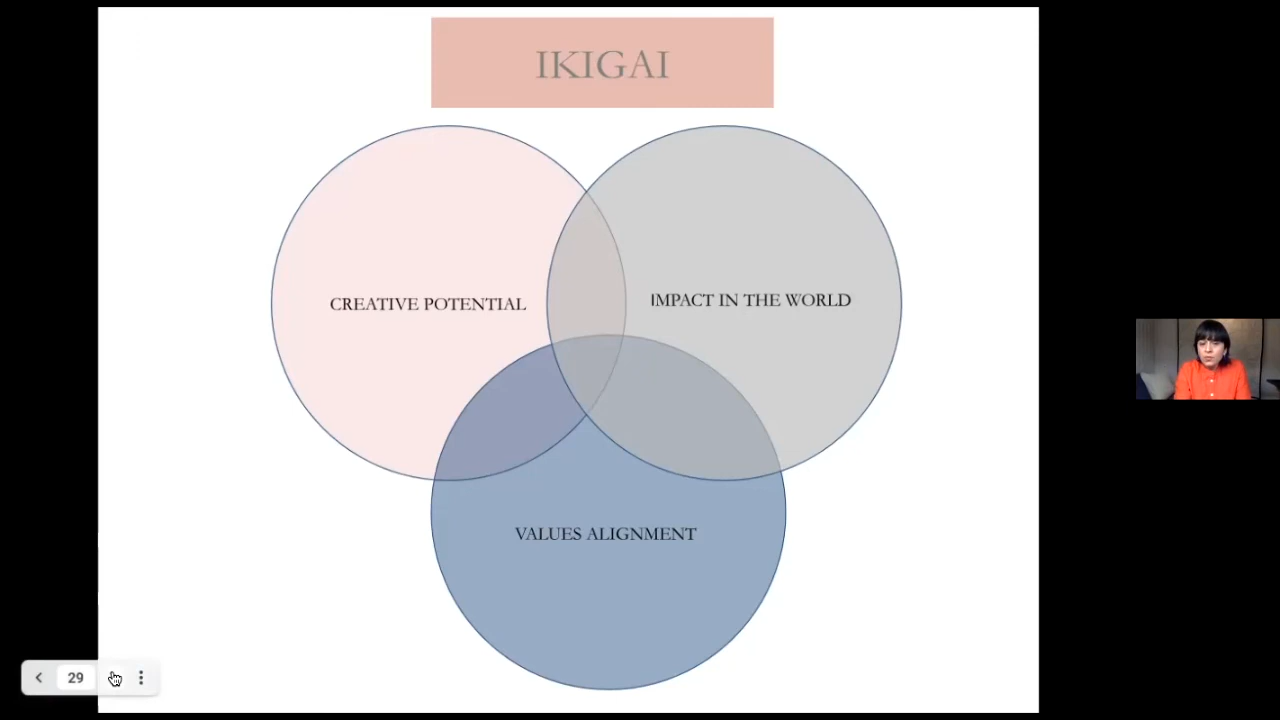 IKIGAI
CREATIVE POTENTIAL
IMPACT IN THE WORLD
VALUES ALIGNMENT
29